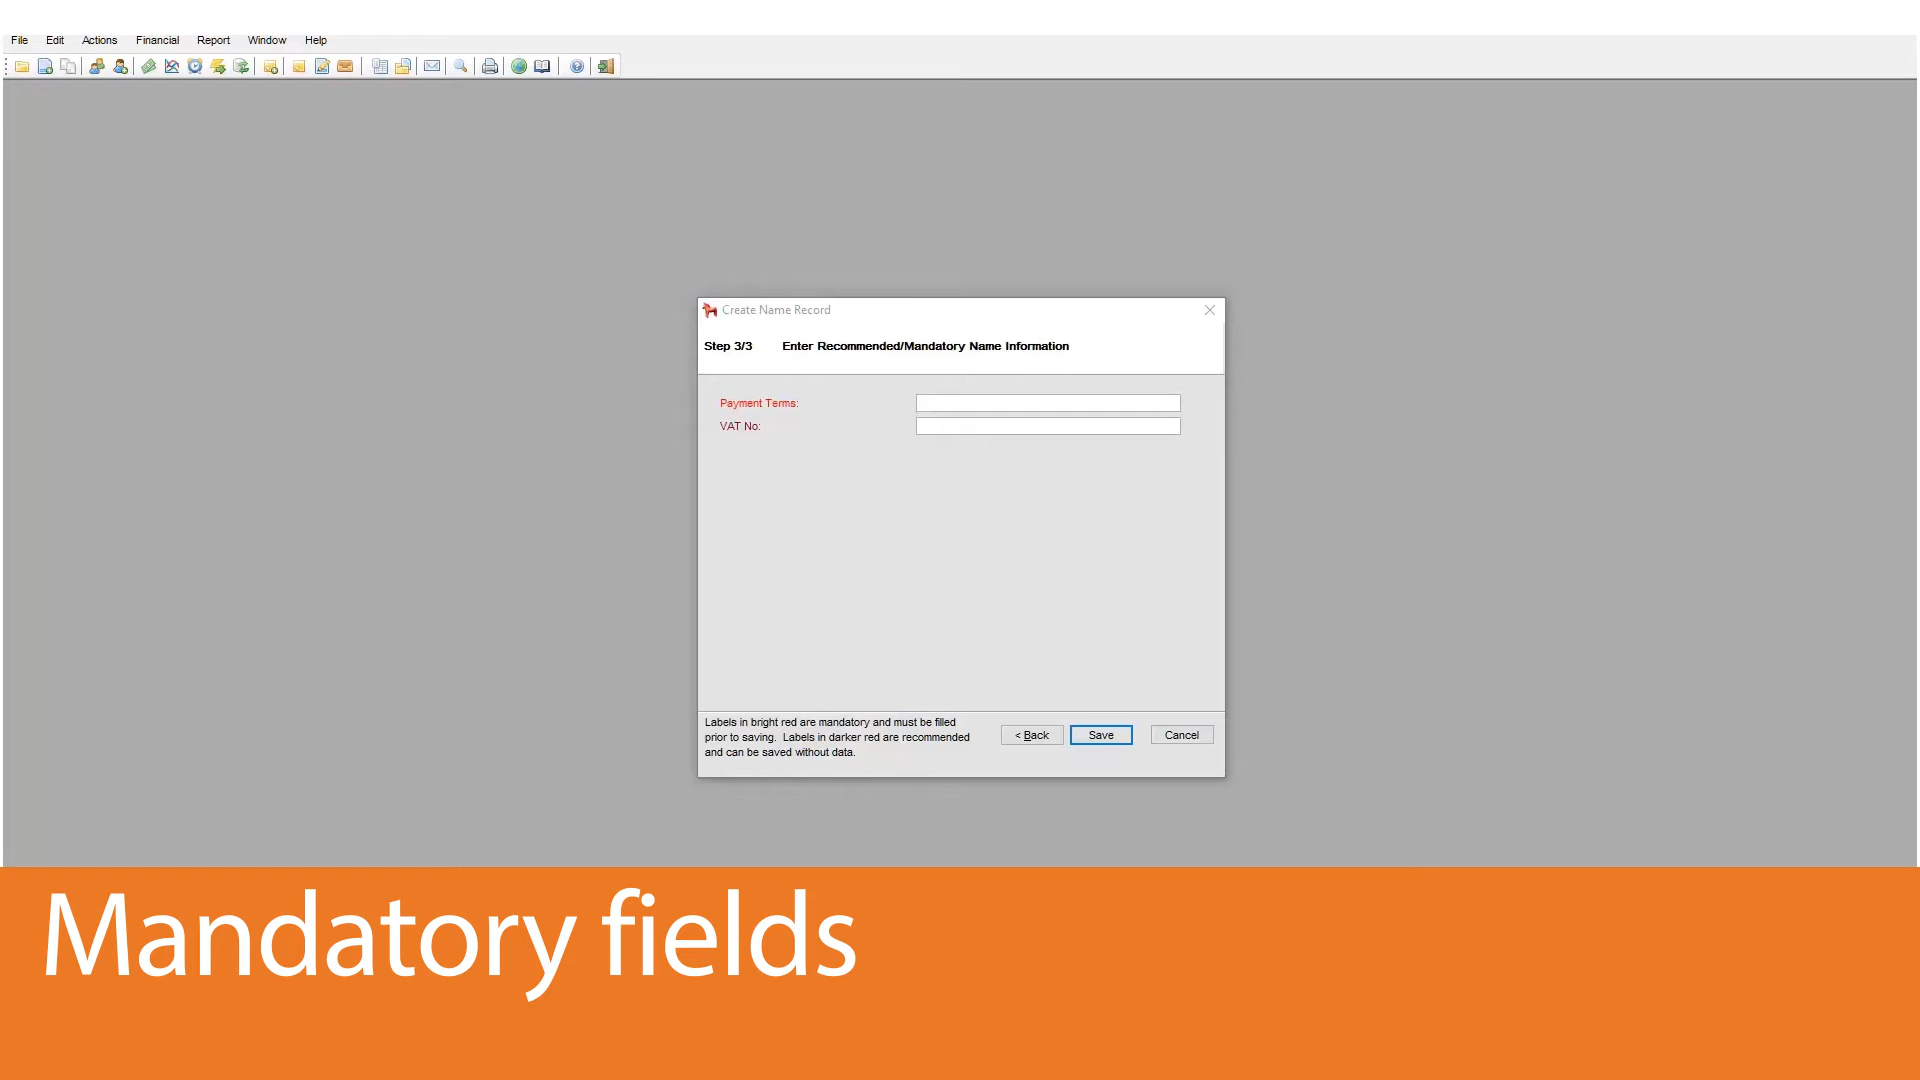 File Edit Actions Financial Report Window Help
Create Name Record
Step 3/3 Enter Recommended/Mandatory Name Information
Payment Terms:
VAT No:
Labels in bright red are mandatory and must be filled
prior to saving. Labels in darker red are recommended
and can be saved without data.
< Back Save Cancel
Mandatory fields